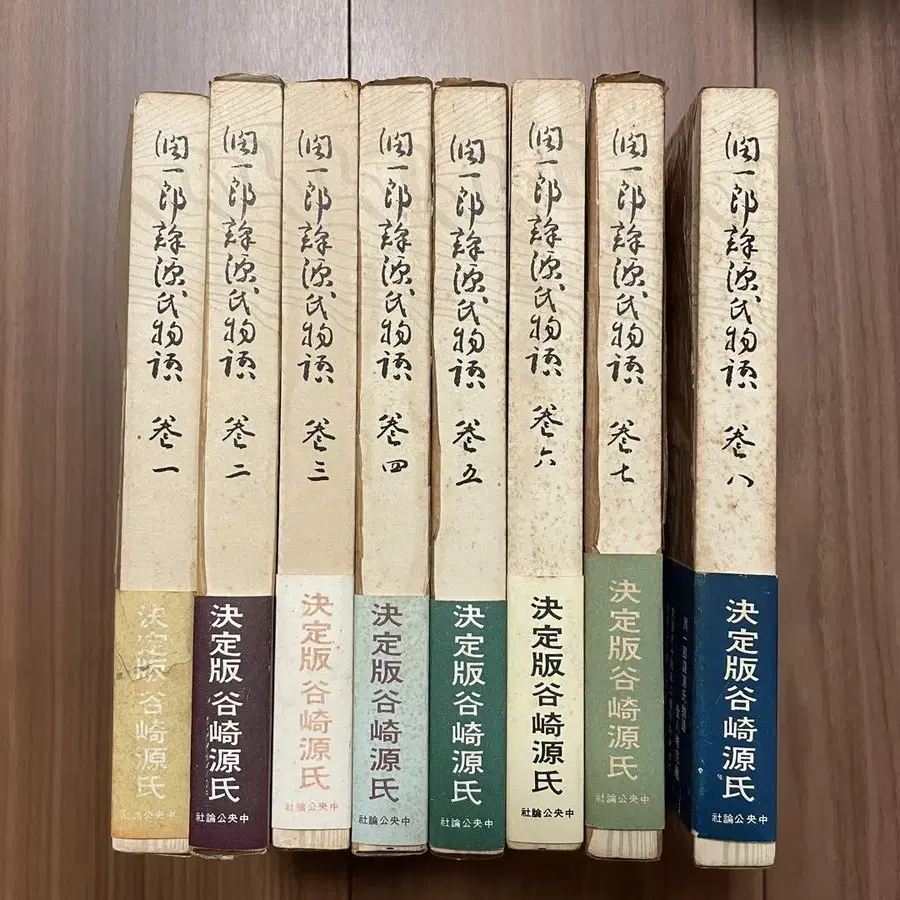 潤一郎譯源氏物語 巻一
決定版 谷崎源氏
中央公論社
潤一郎譯源氏物語 巻二
決定版 谷崎源氏
中央公論社
潤一郎譯源氏物語 巻三
決定版 谷崎源氏
中央公論社
潤一郎譯源氏物語 巻四
決定版 谷崎源氏
中央公論社
潤一郎譯源氏物語 巻五
決定版 谷崎源氏
中央公論社
潤一郎譯源氏物語 巻六
決定版 谷崎源氏
中央公論社
潤一郎譯源氏物語 巻七
決定版 谷崎源氏
中央公論社
潤一郎譯源氏物語 巻八
決定版 谷崎源氏
中央公論社